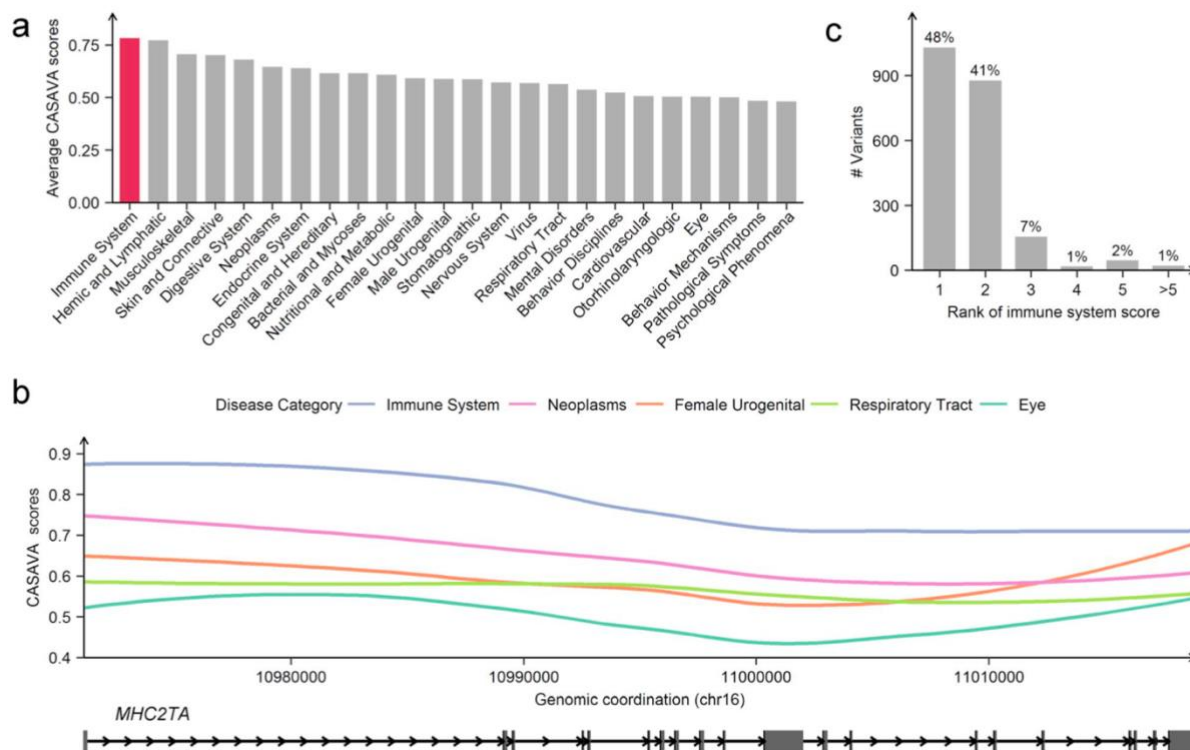 a
Average CASAVA scores
0.75
0.50
0.25
0.00
Immune System
Hemic and Lymphatic
Musculoskeletal
Skin and Connective
Digestive System
Neoplasms
Endocrine System
Congenital and Hereditary
Bacterial and Mycoses
Nutritional and Metabolic
Female Urogenital
Male Urogenital
Stomatognathic
Nervous System
Virus
Respiratory Tract
Mental Disorders
Behavior Disciplines
Cardiovascular
Otorhinolaryngologic
Eye
Behavior Mechanisms
Pathological Symptoms
Psychological Phenomena
c
# Variants
900
600
300
0
48%
41%
7%
1%
2%
1%
1 2 3 4 5 >5
Rank of immune system score
b
Disease Category Immune System Neoplasms Female Urogenital Respiratory Tract Eye
CASAVA scores
0.9
0.8
0.7
0.6
0.5
0.4
10980000 10990000 11000000 11010000
Genomic coordination (chr16)
MHC2TA